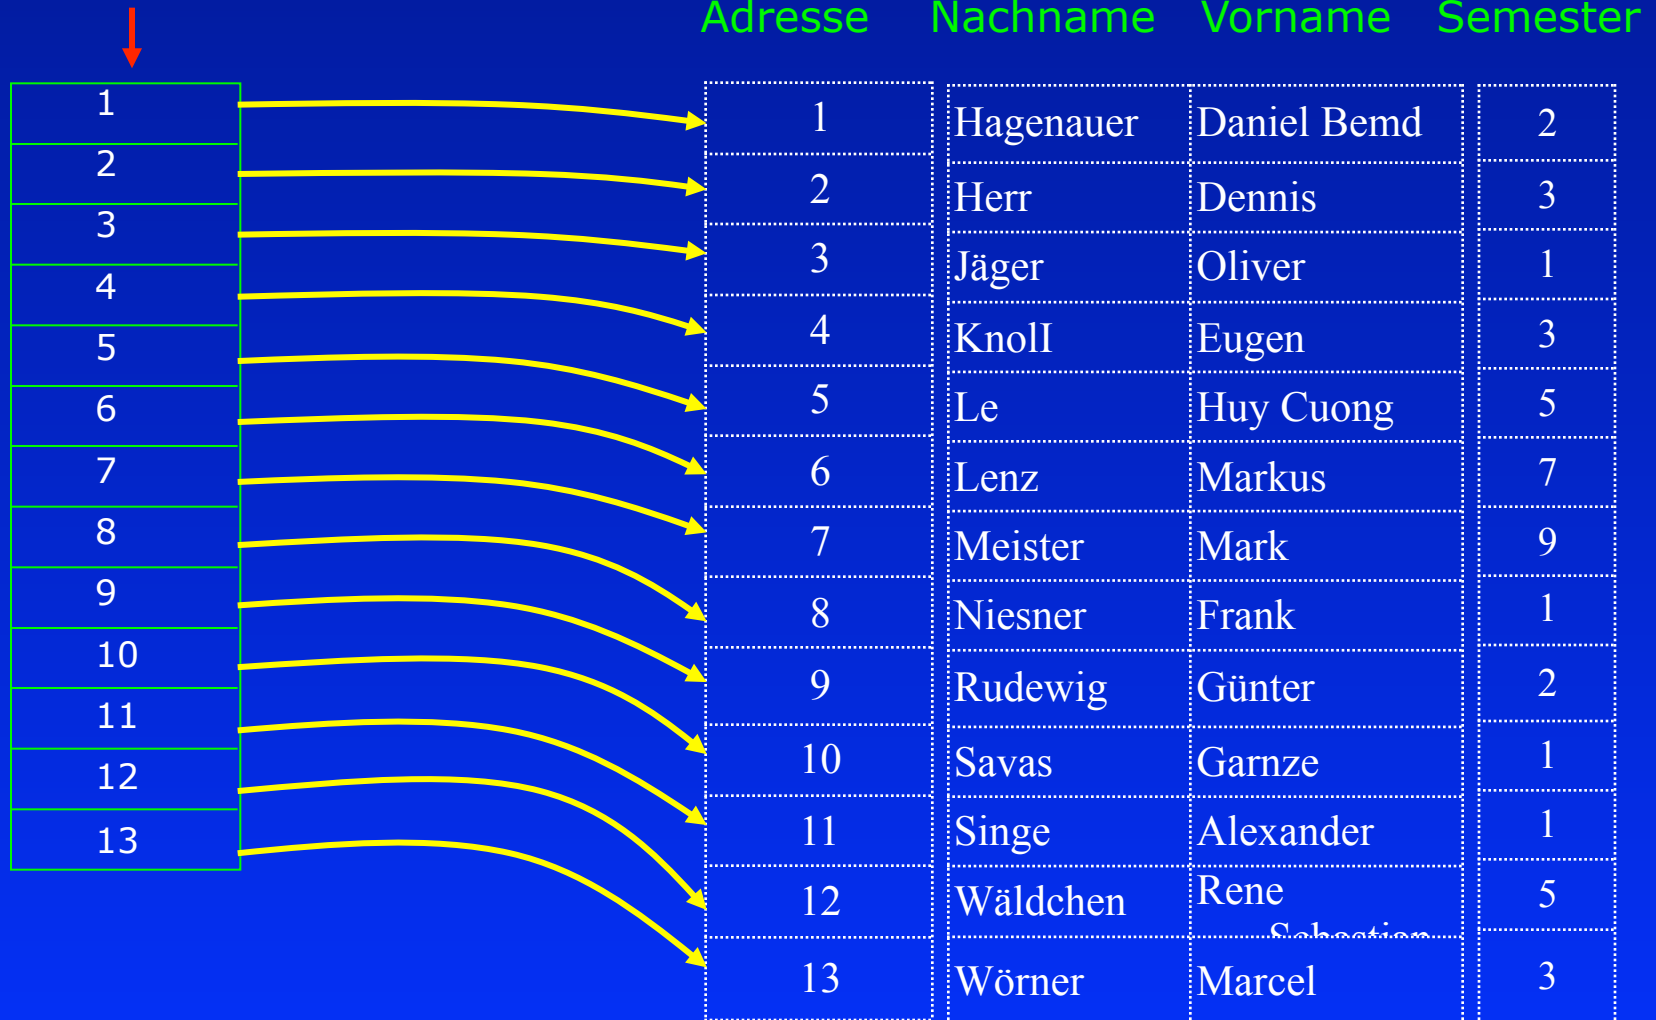 Adresse Nachname Vorname Semester
1 1 Hagenauer Daniel Bemd 2
2 2 Herr Dennis 3
3 3 Jäger Oliver 1
4 4 KnolI Eugen 3
5 5 Le Huy Cuong 5
6 6 Lenz Markus 7
7 7 Meister Mark 9
8 8 Niesner Frank 1
9 9 Rudewig Günter 2
10 10 Savas Garnze 1
11 11 Singe Alexander 1
12 12 Wäldchen Rene 5
Sebastian
13 13 Wörner Marcel 3